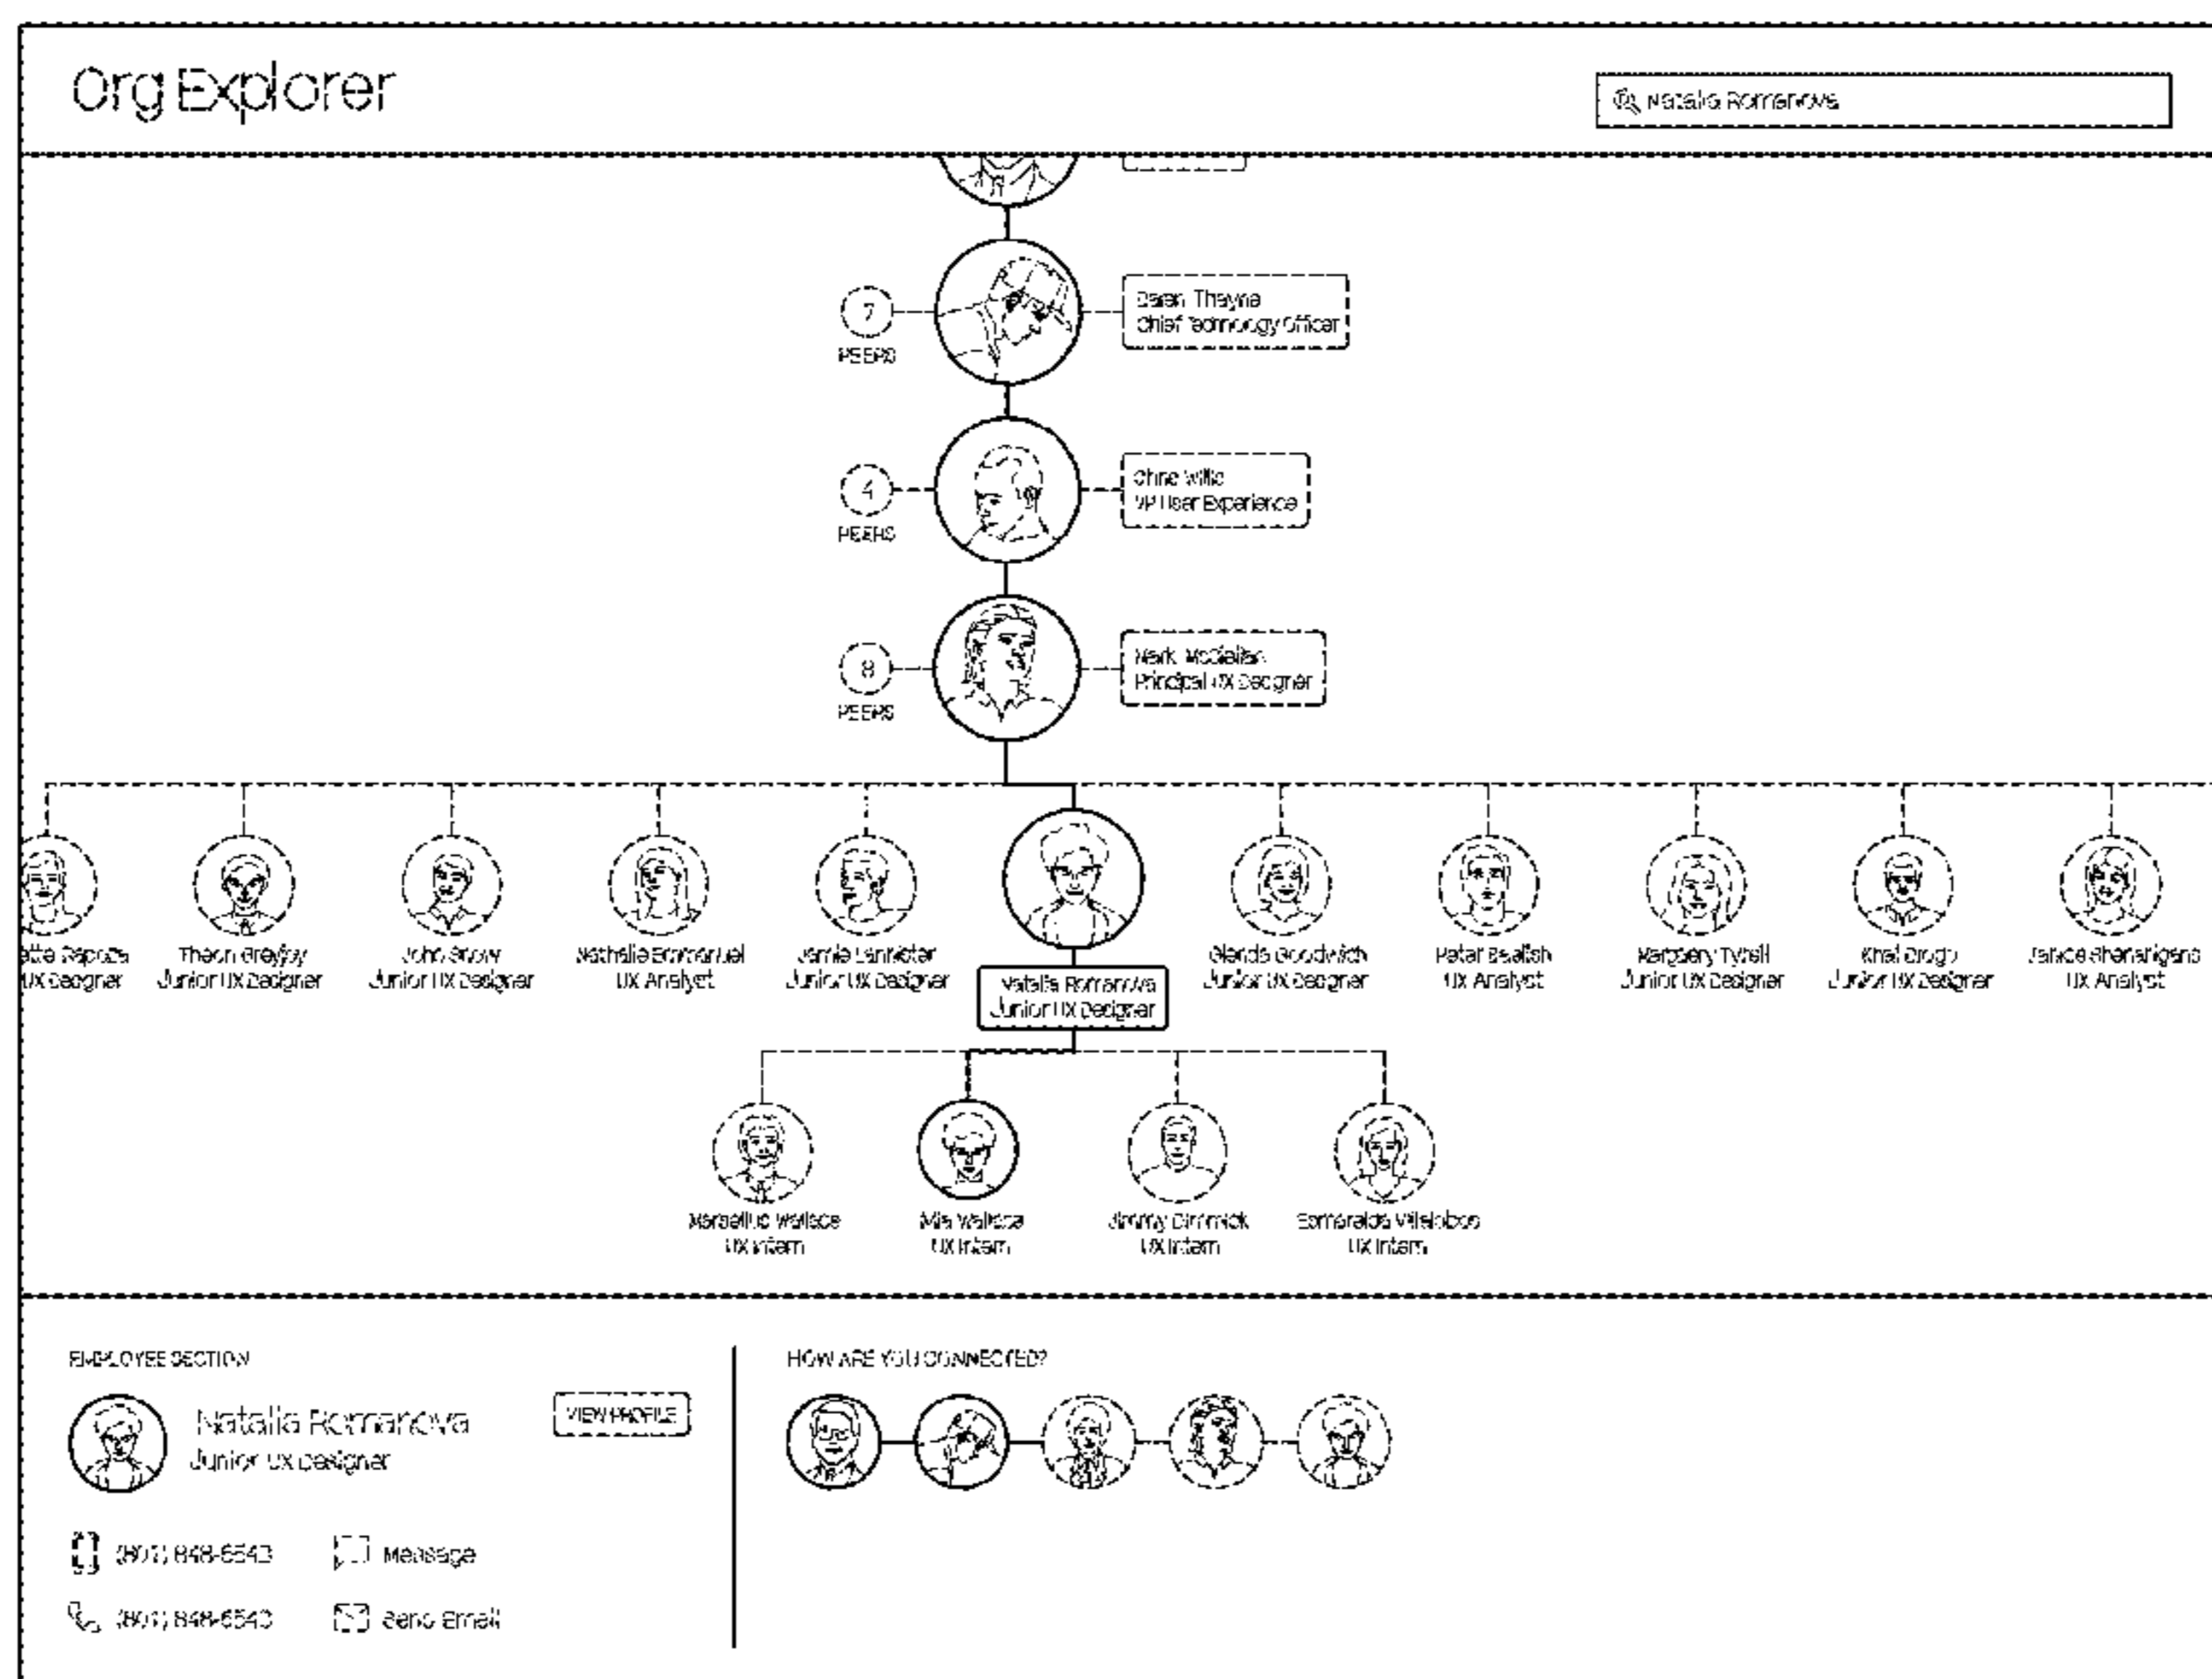 Org Explorer
Natalia Romanova
7
PEERS
Daren Thayne
Chief Technology Officer
4
PEERS
Chris Willis
VP User Experience
8
PEERS
Mark McClellan
Principal UX Designer
UX Designer
Theon Greyjoy
Junior UX Designer
John Snow
Junior UX Designer
Nathalie Emmanuel
UX Analyst
Jamie Lannister
Junior UX Designer
Natalia Romanova
Junior UX Designer
Glenda Goodwitch
Junior UX Designer
Petar Baelish
UX Analyst
Margaery Tyrell
Junior UX Designer
Khal Drogo
Junior UX Designer
Janice Shenanigans
UX Analyst
Marsellus Wallace
UX Intern
Mia Wallace
UX Intern
Jimmy Dimmick
UX Intern
Esmaralda Villalobos
UX Intern
EMPLOYEE SECTION
Natalia Romanova
Junior UX Designer
VIEW PROFILE
(801) 848-6543
Message
(801) 848-6543
Send Email
HOW ARE YOU CONNECTED?